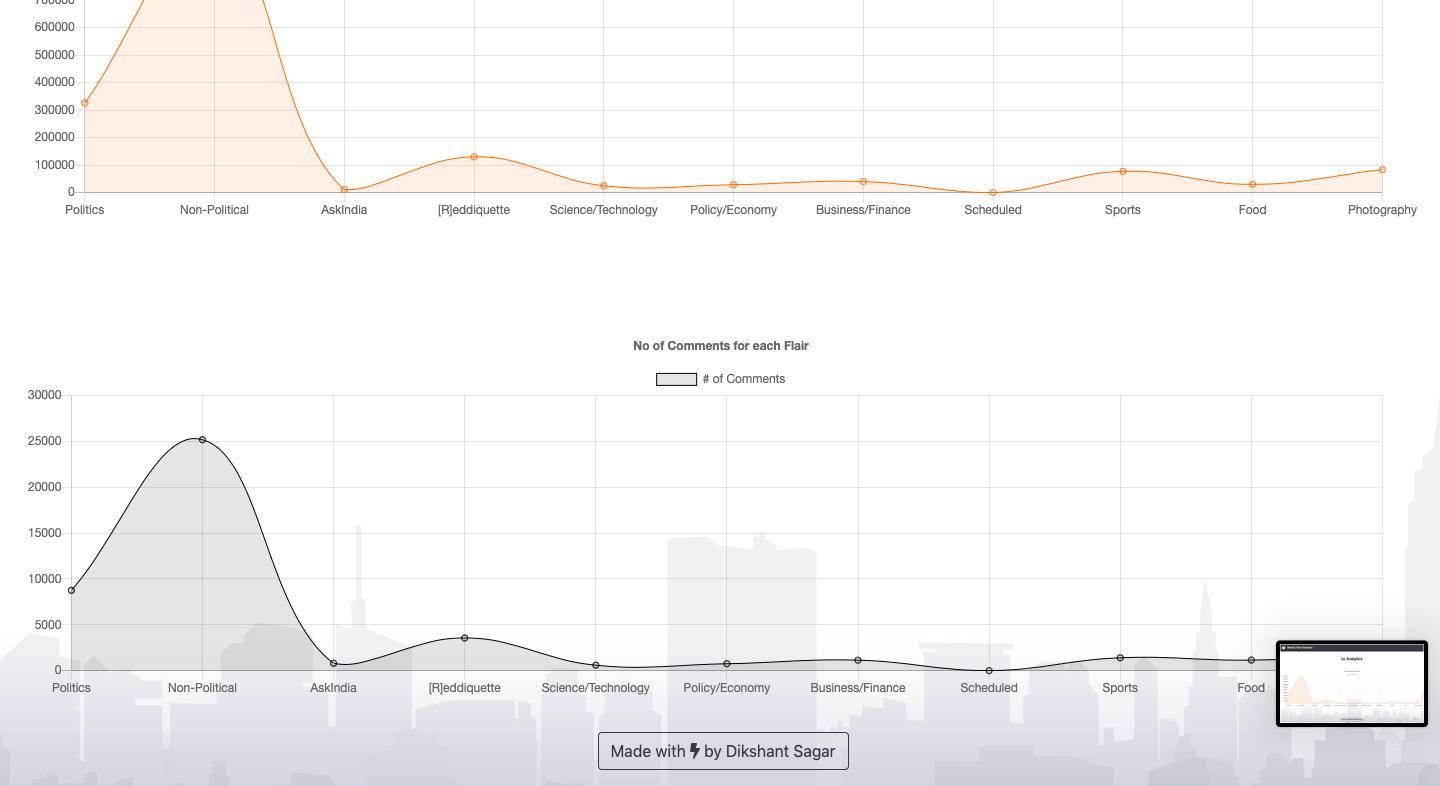 700000
600000
500000
400000
300000
200000
100000
0
Politics Non-Political AskIndia [R]eddiquette Science/Technology Policy/Economy Business/Finance Scheduled Sports Food Photography
No of Comments for each Flair
# of Comments
30000
25000
20000
15000
10000
5000
0
Politics Non-Political AskIndia [R]eddiquette Science/Technology Policy/Economy Business/Finance Scheduled Sports Food
Analytics
Made with by Dikshant Sagar